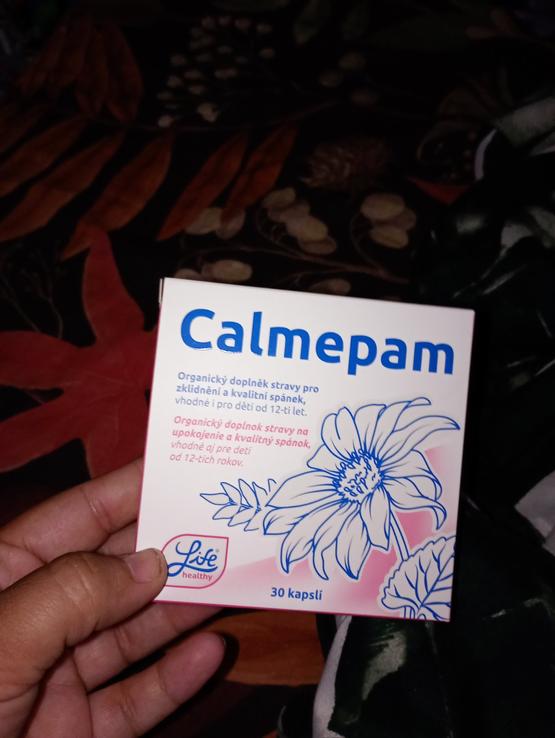 Calmepam
Organický doplněk stravy pro
zklidnění a kvalitní spánek,
vhodné i pro děti od 12-ti let.
Organický doplnok stravy na
upokojenie a kvalitný spánok,
vhodné aj pre deti
od 12-tich rokov.
Life®
healthy
30 kapslí